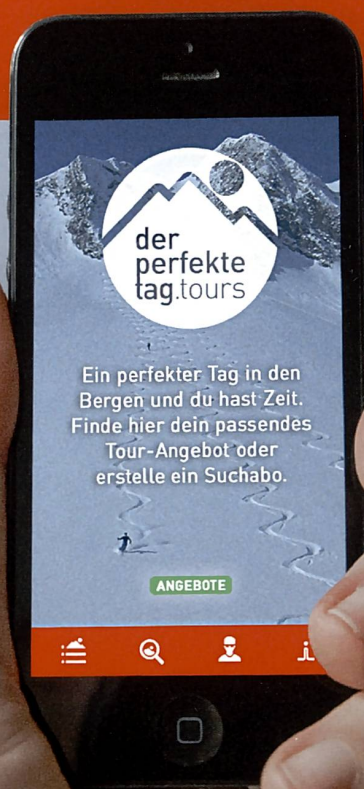 der
perfekte
tag.tours
Ein perfekter Tag in den
Bergen und du hast Zeit.
Finde hier dein passendes
Tour-Angebot oder
erstelle ein Suchabo.
ANGEBOTE